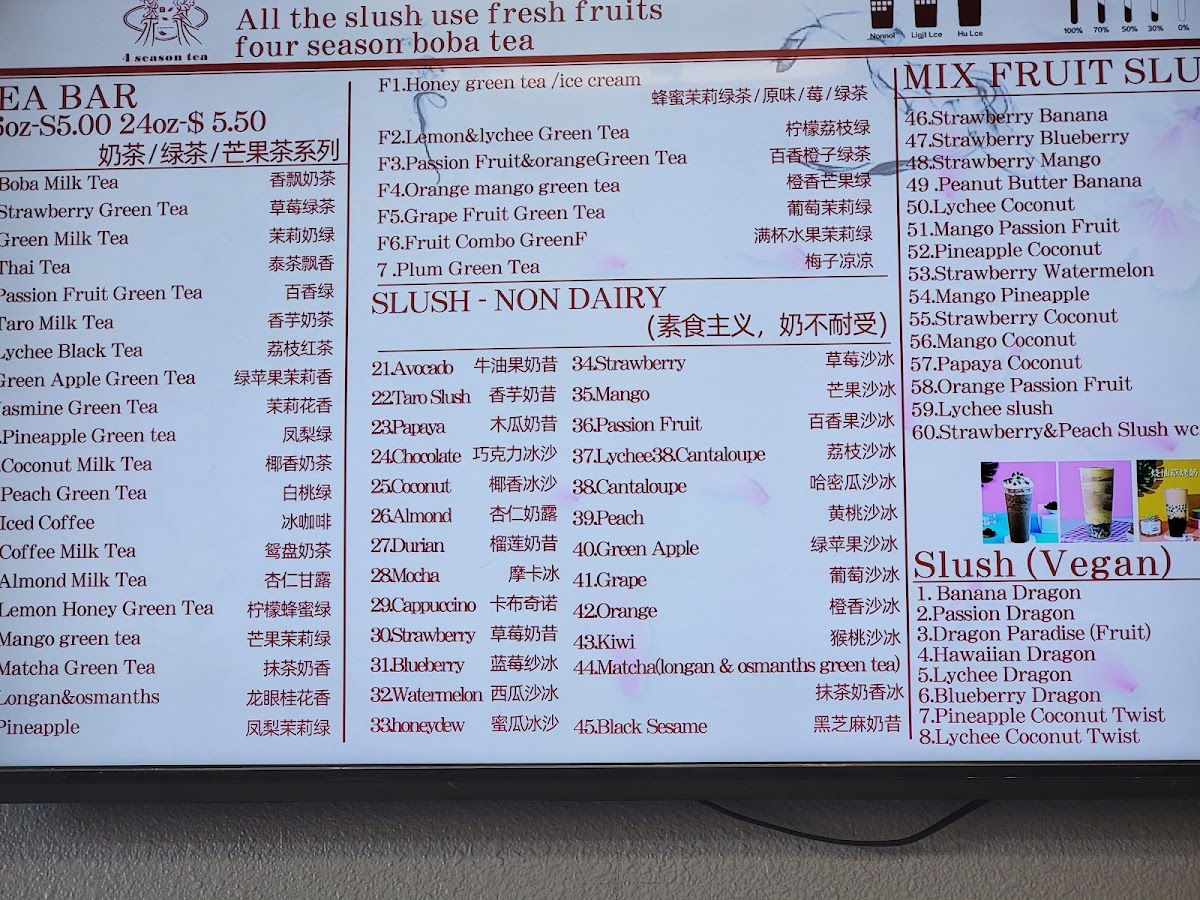 All the slush use fresh fruits
four season boba tea
4 season tea
Nonnol Ligjt Lce Hu Lce
100% 70% 50% 30% 0%
EA BAR
oz-S5.00 24oz-$ 5.50
奶茶/绿茶/芒果茶系列
Boba Milk Tea 香飘奶茶
Strawberry Green Tea 草莓绿茶
Green Milk Tea 茉莉奶绿
Thai Tea 泰茶飘香
Passion Fruit Green Tea 百香绿
Taro Milk Tea 香芋奶茶
Lychee Black Tea 荔枝红茶
Green Apple Green Tea 绿苹果茉莉香
Jasmine Green Tea 茉莉花香
.Pineapple Green tea 凤梨绿
.Coconut Milk Tea 椰香奶茶
Peach Green Tea 白桃绿
Iced Coffee 冰咖啡
Coffee Milk Tea 鸳盘奶茶
Almond Milk Tea 杏仁甘露
Lemon Honey Green Tea 柠檬蜂蜜绿
Mango green tea 芒果茉莉绿
Matcha Green Tea 抹茶奶香
Longan&osmanths 龙眼桂花香
Pineapple 凤梨茉莉绿
F1.Honey green tea /ice cream
蜂蜜茉莉绿茶/原味/莓/绿茶
F2.Lemon&lychee Green Tea 柠檬荔枝绿
F3.Passion Fruit&orangeGreen Tea 百香橙子绿茶
F4.Orange mango green tea 橙香芒果绿
F5.Grape Fruit Green Tea 葡萄茉莉绿
F6.Fruit Combo GreenF 满杯水果茉莉绿
7 .Plum Green Tea 梅子凉凉
SLUSH - NON DAIRY
(素食主义，奶不耐受)
21.Avocado 牛油果奶昔
22.Taro Slush 香芋奶昔
23.Papaya 木瓜奶昔
24.Chocolate 巧克力冰沙
25.Coconut 椰香冰沙
26.Almond 杏仁奶露
27.Durian 榴莲奶昔
28.Mocha 摩卡冰
29.Cappuccino 卡布奇诺
30.Strawberry 草莓奶昔
31.Blueberry 蓝莓纱冰
32.Watermelon 西瓜沙冰
33.honeydew 蜜瓜冰沙
34.Strawberry 草莓沙冰
35.Mango 芒果沙冰
36.Passion Fruit 百香果沙冰
37.Lychee38.Cantaloupe 荔枝沙冰
38.Cantaloupe 哈密瓜沙冰
39.Peach 黄桃沙冰
40.Green Apple 绿苹果沙冰
41.Grape 葡萄沙冰
42.Orange 橙香沙冰
43.Kiwi 猴桃沙冰
44.Matcha(longan & osmanths green tea)
抹茶奶香冰
45.Black Sesame 黑芝麻奶昔
MIX FRUIT SLU
46.Strawberry Banana
47.Strawberry Blueberry
48.Strawberry Mango
49 .Peanut Butter Banana
50.Lychee Coconut
51.Mango Passion Fruit
52.Pineapple Coconut
53.Strawberry Watermelon
54.Mango Pineapple
55.Strawberry Coconut
56.Mango Coconut
57.Papaya Coconut
58.Orange Passion Fruit
59.Lychee slush
60.Strawberry&Peach Slush wc
Slush (Vegan)
1. Banana Dragon
2.Passion Dragon
3.Dragon Paradise (Fruit)
4.Hawaiian Dragon
5.Lychee Dragon
6.Blueberry Dragon
7.Pineapple Coconut Twist
8.Lychee Coconut Twist